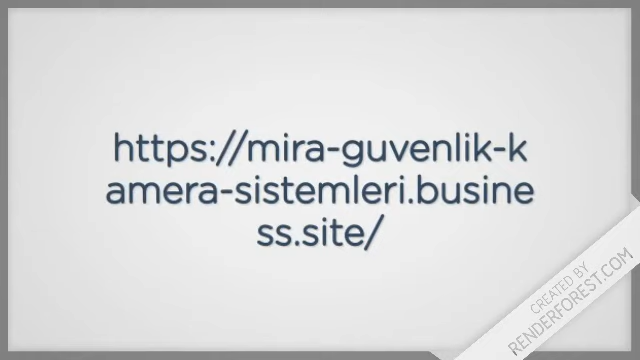 https://mira-guvenlik-k
amera-sistemleri.busine
ss.site/
CREATED BY
RENDERFOREST.COM